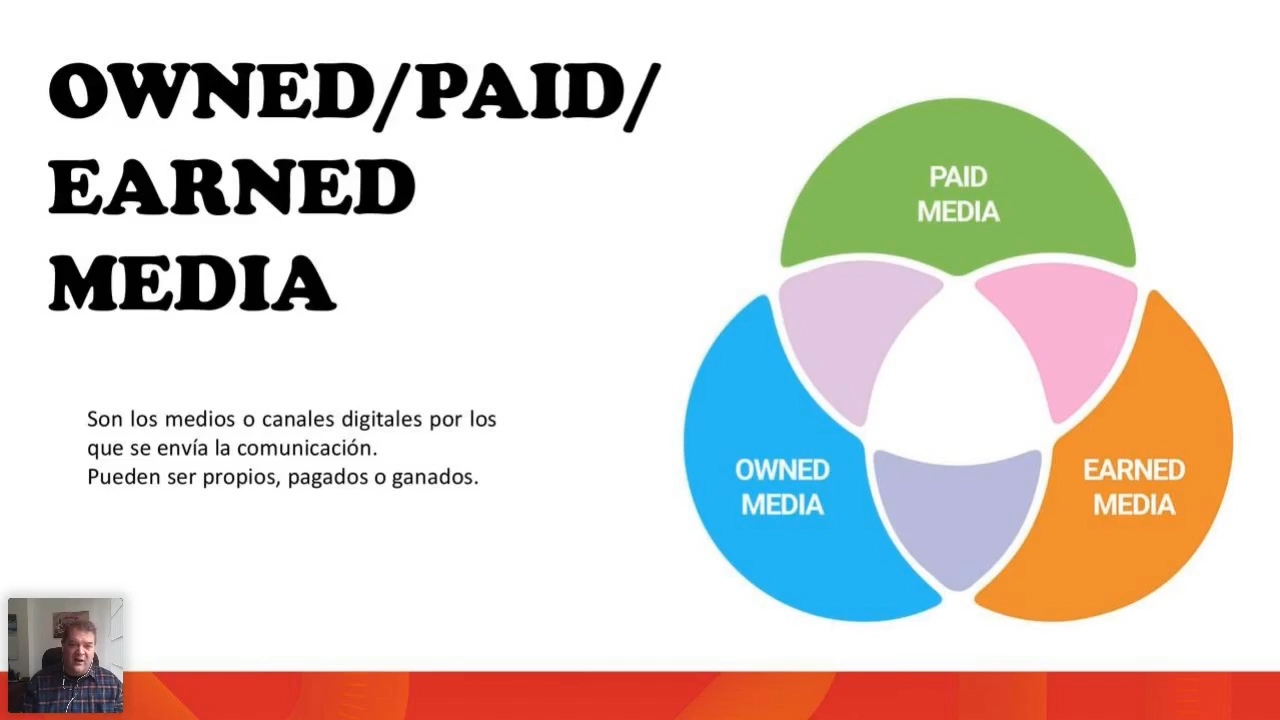 OWNED/PAID/
EARNED
MEDIA
Son los medios o canales digitales por los
que se envía la comunicación.
Pueden ser propios, pagados o ganados.
PAID
MEDIA
OWNED
MEDIA
EARNED
MEDIA